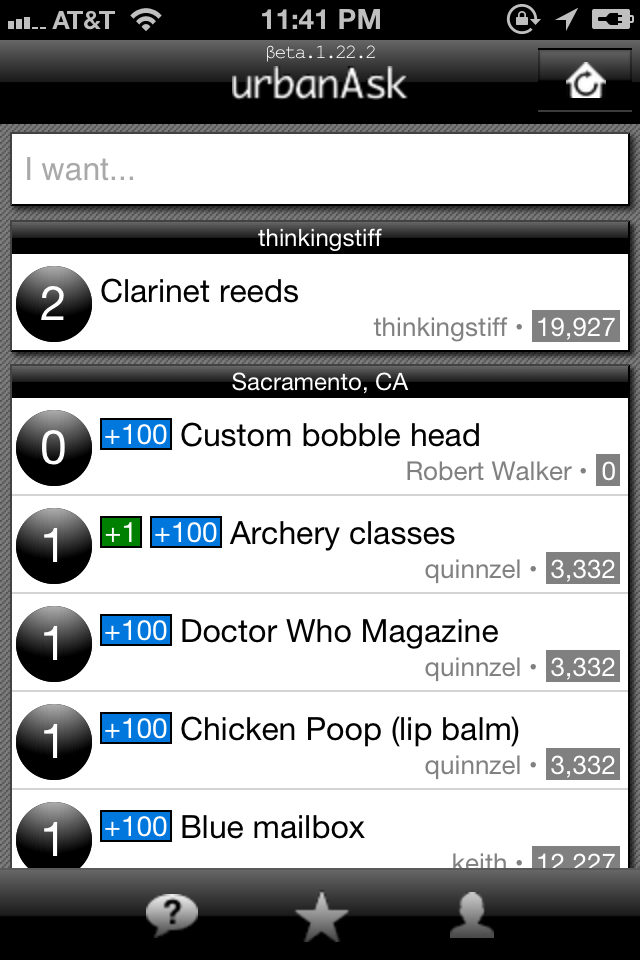 AT&T 11:41 PM
βeta.1.22.2
urbanAsk
I want...
thinkingstiff
2 Clarinet reeds
thinkingstiff • 19,927
Sacramento, CA
0 +100 Custom bobble head
Robert Walker • 0
1 +1 +100 Archery classes
quinnzel • 3,332
1 +100 Doctor Who Magazine
quinnzel • 3,332
1 +100 Chicken Poop (lip balm)
quinnzel • 3,332
1 +100 Blue mailbox
keith • 12,227
?